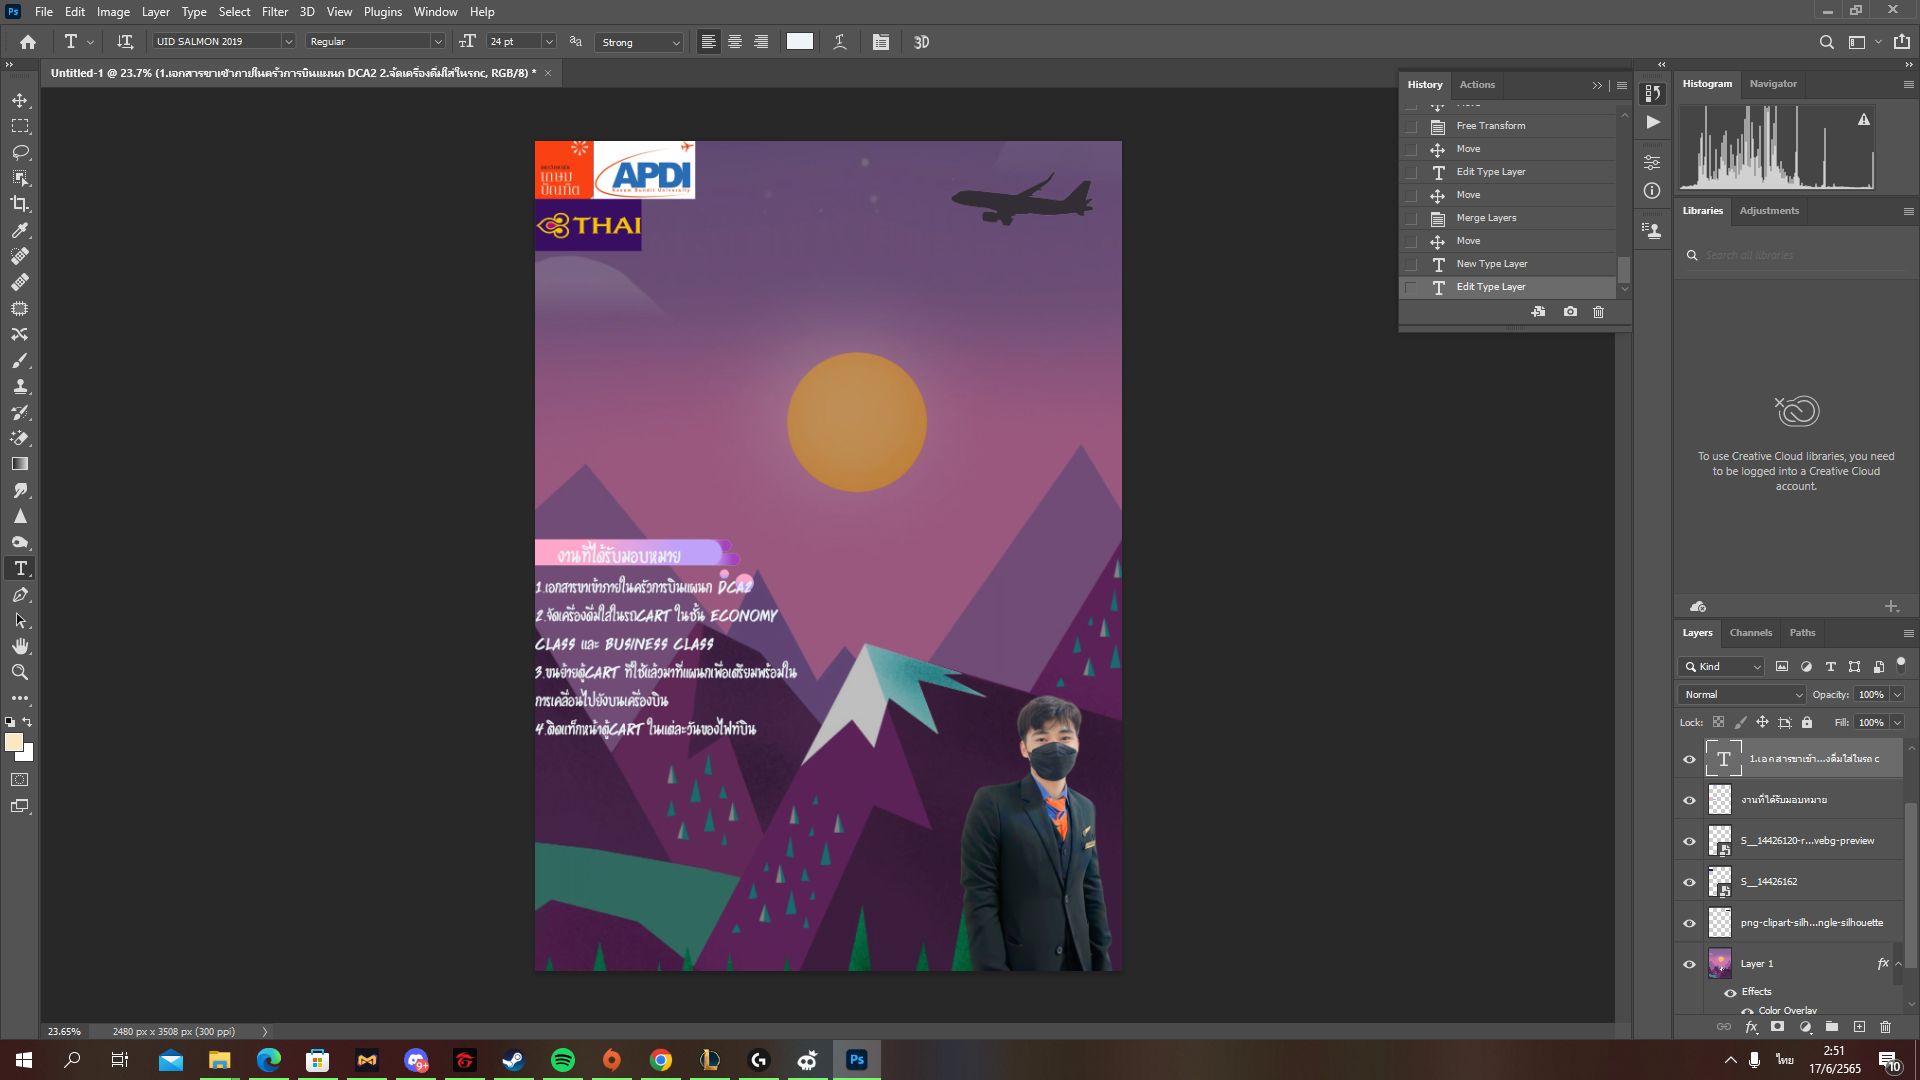 File Edit Image Layer Type Select Filter 3D View Plugins Window Help
UID SALMON 2019 Regular 24 pt Strong 3D
Untitled-1 @ 23.7% (1.เอกสารขาเข้าภายในครัวการบินแผนก DCA2 2.จัดเครื่องดื่มใส่ในรถc, RGB/8) *
เกษม
บัณฑิต
APDI
Kasem Bundit University
THAI
งานที่ได้รับมอบหมาย
1.เอกสารขาเข้าภายในครัวการบินแผนก DCA2
2.จัดเครื่องดื่มใส่ในรถCART ในชั้น ECONOMY
CLASS และ BUSINESS CLASS
3.ขนย้ายตู้CART ที่ใช้แล้วมาที่แผนกเพื่อเตรียมพร้อมใน
การเคลื่อนไปยังบนเครื่องบิน
4.ติดแท็กหน้าตู้CART ในแต่ละวันของไฟท์บิน
History Actions
Move
Free Transform
Move
Edit Type Layer
Move
Merge Layers
Move
New Type Layer
Edit Type Layer
Histogram Navigator
Libraries Adjustments
Search all libraries
To use Creative Cloud libraries, you need
to be logged into a Creative Cloud
account.
Layers Channels Paths
Kind
Normal Opacity: 100%
Lock: Fill: 100%
1.เอกสารขาเข้า...งดื่มใส่ในรถ c
งานที่ได้รับมอบหมาย
S__14426120-r...vebg-preview
S__14426162
png-clipart-silh...ngle-silhouette
Layer 1 fx
Effects
Color Overlay
23.65% 2480 px x 3508 px (300 ppi)
9+
Ps
ไทย
2:51
17/6/2565
10